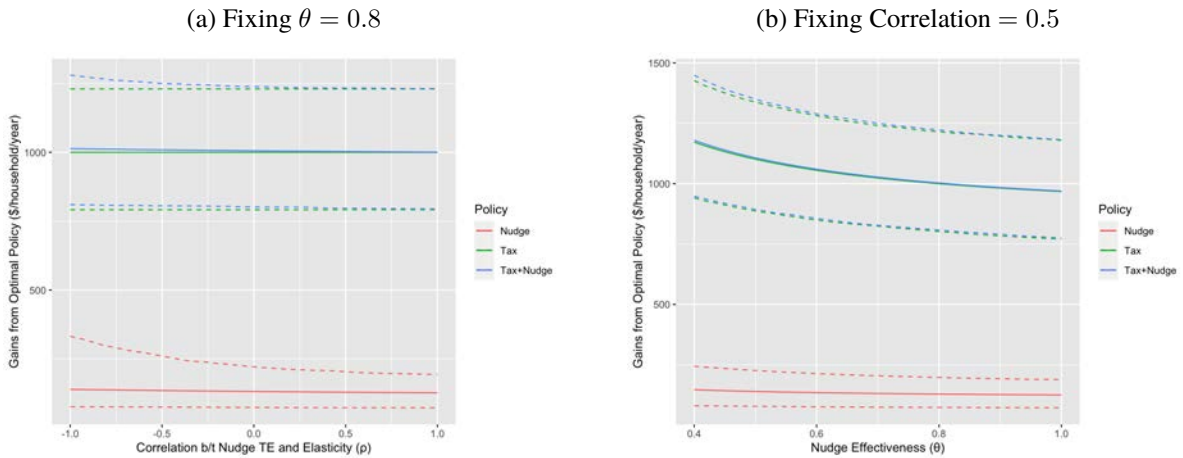 (a) Fixing θ = 0.8
Gains from Optimal Policy ($/household/year)
1000
500
-1.0
-0.5
0.0
0.5
1.0
Correlation b/t Nudge TE and Elasticity (ρ)
Policy
Nudge
Tax
Tax+Nudge
(b) Fixing Correlation = 0.5
Gains from Optimal Policy ($/household/year)
1500
1000
500
0.4
0.6
0.8
1.0
Nudge Effectiveness (θ)
Policy
Nudge
Tax
Tax+Nudge